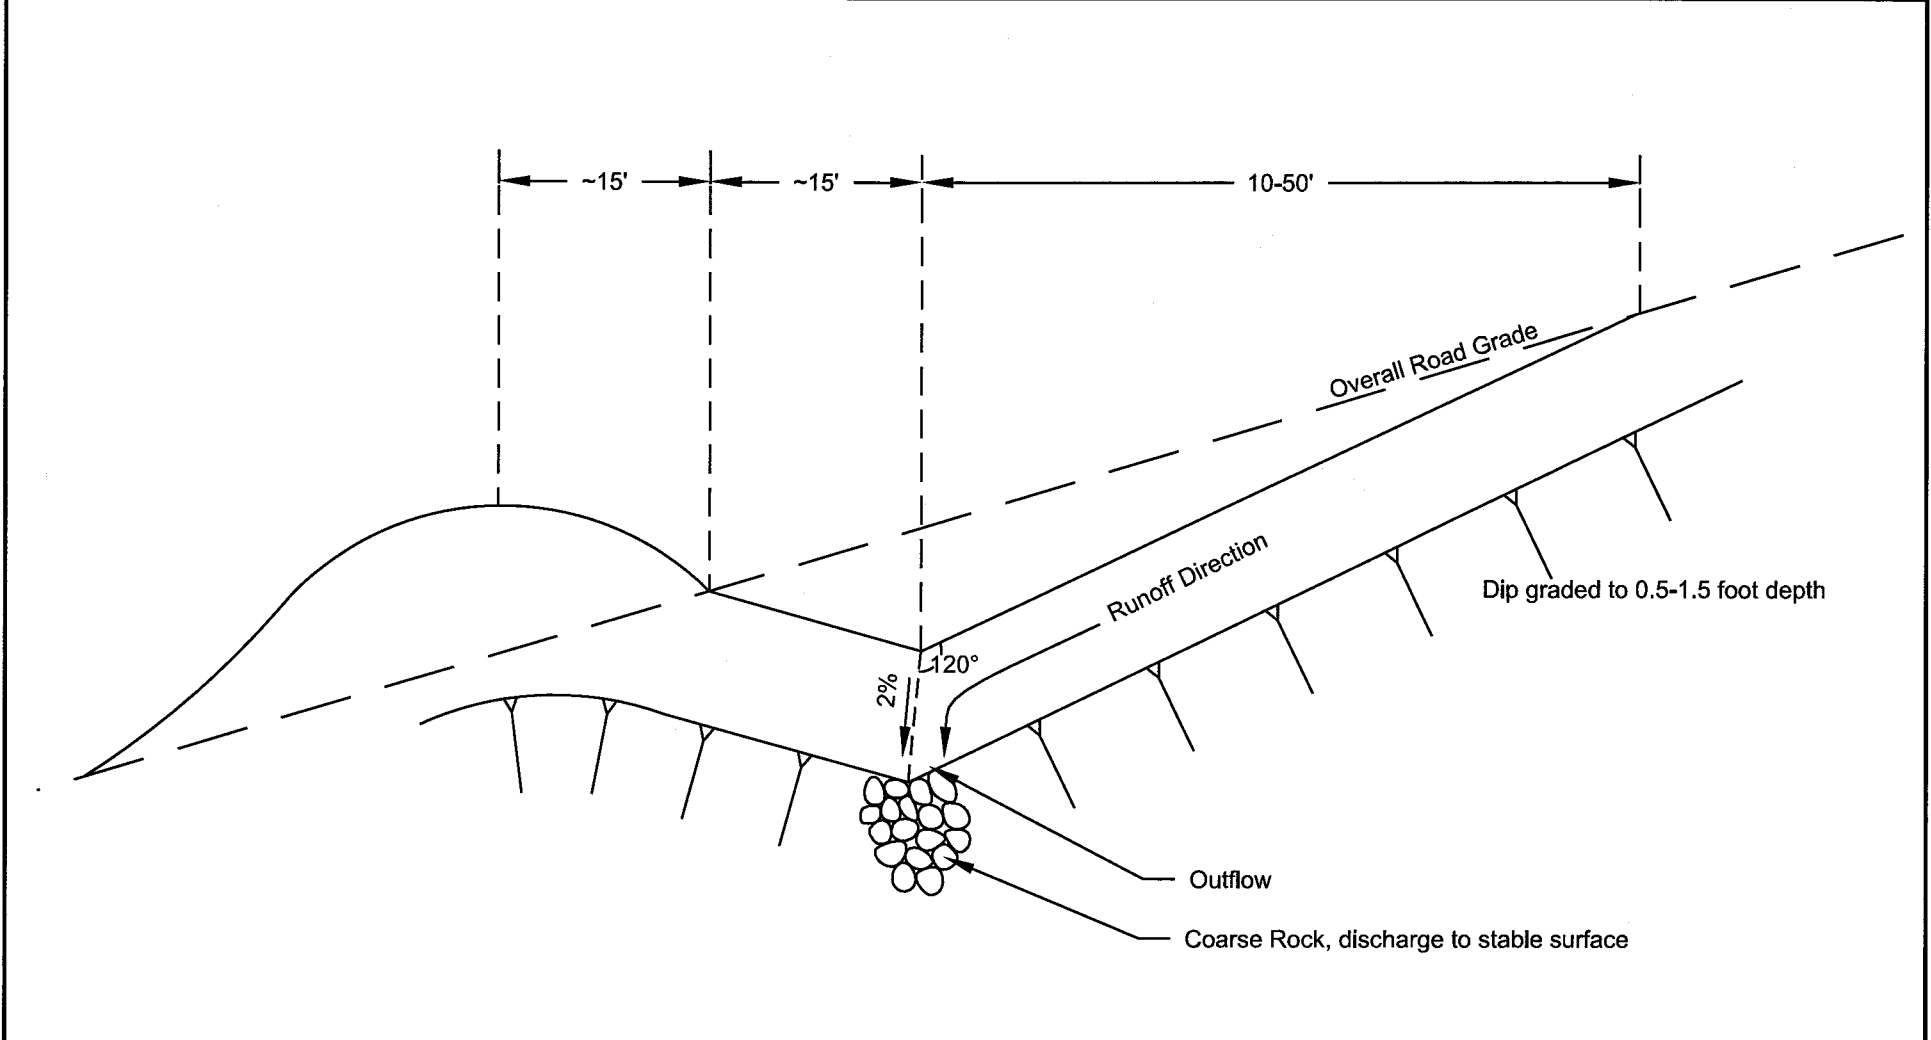 ~15'
~15'
10-50'
Overall Road Grade
Runoff Direction
Dip graded to 0.5-1.5 foot depth
120°
2%
Outflow
Coarse Rock, discharge to stable surface